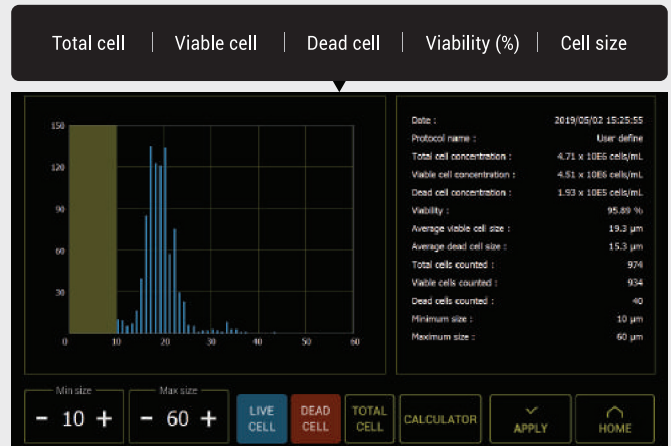 Total cell | Viable cell | Dead cell | Viability (%) | Cell size
150
120
90
60
30
0 10 20 30 40 50 60
Date : 2019/05/02 15:25:55
Protocol name : User define
Total cell concentration : 4.71 x 10E6 cells/mL
Viable cell concentration : 4.51 x 10E6 cells/mL
Dead cell concentration : 1.93 x 10E5 cells/mL
Viability : 95.89 %
Average viable cell size : 19.3 μm
Average dead cell size : 15.3 μm
Total cells counted : 974
Viable cells counted : 934
Dead cells counted : 40
Minimum size : 10 μm
Maximum size : 60 μm
Min size
- 10 +
Max size
- 60 +
LIVE
CELL
DEAD
CELL
TOTAL
CELL
CALCULATOR
APPLY
HOME